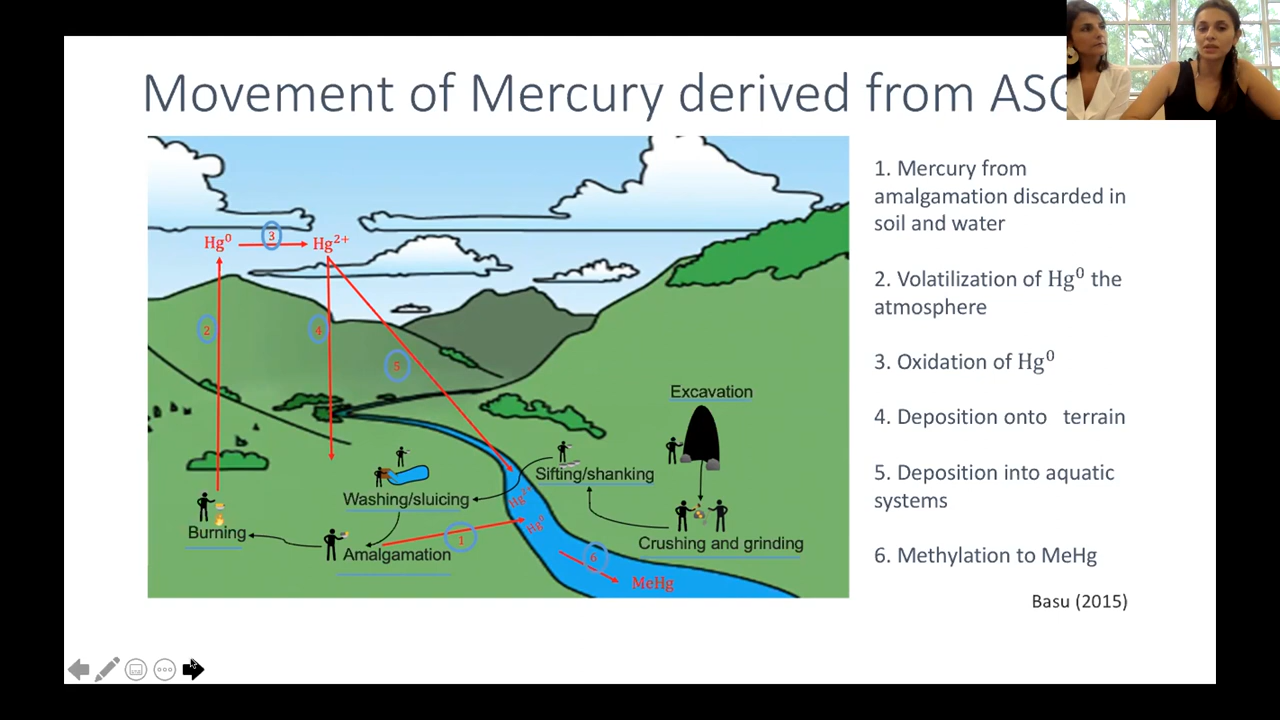 Movement of Mercury derived from
Hg⁰
3
Hg²⁺
2
4
5
Excavation
Sifting/shanking
Washing/sluicing
Hg²⁺
Hg⁰
Burning
Amalgamation
1
Crushing and grinding
6
MeHg
1. Mercury from
amalgamation discarded in
soil and water
2. Volatilization of Hg⁰ the
atmosphere
3. Oxidation of Hg⁰
4. Deposition onto terrain
5. Deposition into aquatic
systems
6. Methylation to MeHg
Basu (2015)